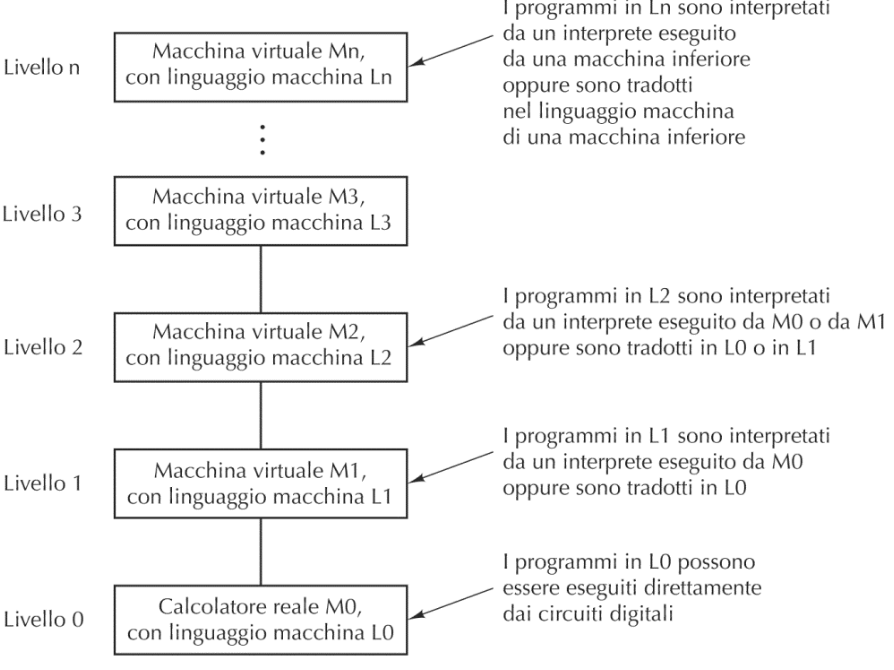 I programmi in Ln sono interpretati
da un interprete eseguito
da una macchina inferiore
oppure sono tradotti
nel linguaggio macchina
di una macchina inferiore
Livello n
Macchina virtuale Mn,
con linguaggio macchina Ln
Livello 3
Macchina virtuale M3,
con linguaggio macchina L3
Livello 2
Macchina virtuale M2,
con linguaggio macchina L2
I programmi in L2 sono interpretati
da un interprete eseguito da M0 o da M1
oppure sono tradotti in L0 o in L1
Livello 1
Macchina virtuale M1,
con linguaggio macchina L1
I programmi in L1 sono interpretati
da un interprete eseguito da M0
oppure sono tradotti in L0
Livello 0
Calcolatore reale M0,
con linguaggio macchina L0
I programmi in L0 possono
essere eseguiti direttamente
dai circuiti digitali